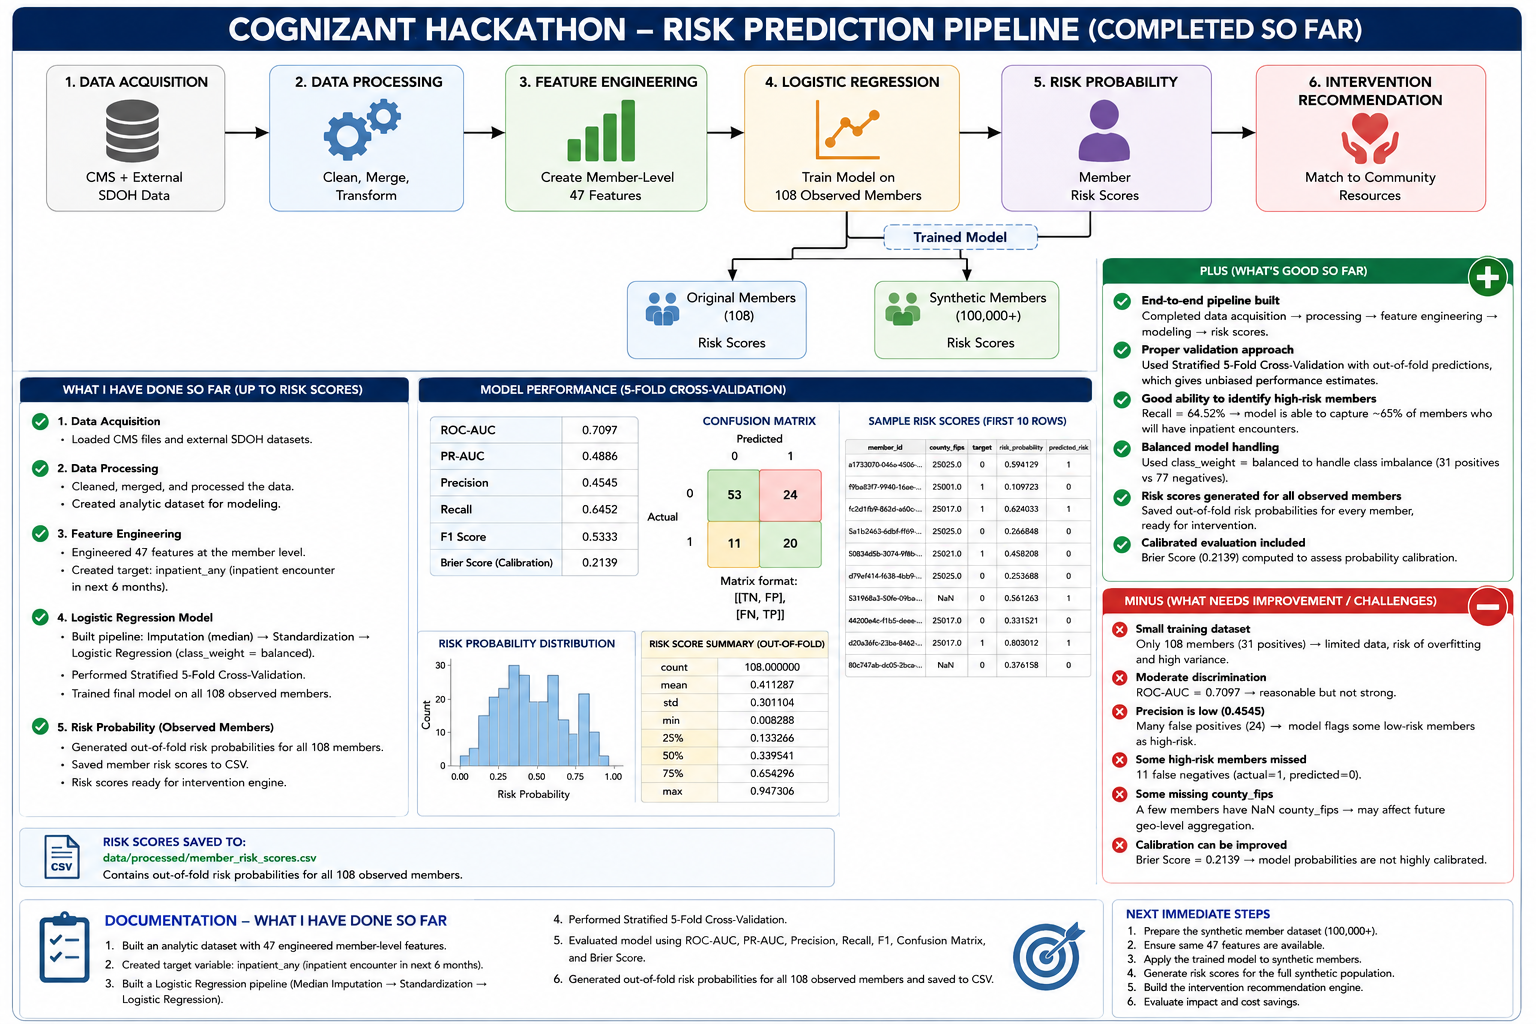 COGNIZANT HACKATHON – RISK PREDICTION PIPELINE (COMPLETED SO FAR)
1. DATA ACQUISITION
CMS + External
SDOH Data
2. DATA PROCESSING
Clean, Merge,
Transform
3. FEATURE ENGINEERING
Create Member-Level
47 Features
4. LOGISTIC REGRESSION
Train Model on
108 Observed Members
5. RISK PROBABILITY
Member
Risk Scores
6. INTERVENTION
RECOMMENDATION
Match to Community
Resources
Trained Model
Original Members
(108)
Risk Scores
Synthetic Members
(100,000+)
Risk Scores
PLUS (WHAT'S GOOD SO FAR)
End-to-end pipeline built
Completed data acquisition → processing → feature engineering →
modeling → risk scores.
Proper validation approach
Used Stratified 5-Fold Cross-Validation with out-of-fold predictions,
which gives unbiased performance estimates.
Good ability to identify high-risk members
Recall = 64.52% → model is able to capture ~65% of members who
will have inpatient encounters.
Balanced model handling
Used class_weight = balanced to handle class imbalance (31 positives
vs 77 negatives).
Risk scores generated for all observed members
Saved out-of-fold risk probabilities for every member,
ready for intervention.
Calibrated evaluation included
Brier Score (0.2139) computed to assess probability calibration.
WHAT I HAVE DONE SO FAR (UP TO RISK SCORES)
1. Data Acquisition
• Loaded CMS files and external SDOH datasets.
2. Data Processing
• Cleaned, merged, and processed the data.
• Created analytic dataset for modeling.
3. Feature Engineering
• Engineered 47 features at the member level.
• Created target: inpatient_any (inpatient encounter
in next 6 months).
4. Logistic Regression Model
• Built pipeline: Imputation (median) → Standardization →
Logistic Regression (class_weight = balanced).
• Performed Stratified 5-Fold Cross-Validation.
• Trained final model on all 108 observed members.
5. Risk Probability (Observed Members)
• Generated out-of-fold risk probabilities for all 108 members.
• Saved member risk scores to CSV.
• Risk scores ready for intervention engine.
MODEL PERFORMANCE (5-FOLD CROSS-VALIDATION)
ROC-AUC 0.7097
PR-AUC 0.4886
Precision 0.4545
Recall 0.6452
F1 Score 0.5333
Brier Score (Calibration) 0.2139
CONFUSION MATRIX
Predicted
0 1
0 53 24
Actual
1 11 20
Matrix format:
[[TN, FP],
[FN, TP]]
SAMPLE RISK SCORES (FIRST 10 ROWS)
member_id county_fips target risk_probability predicted_risk
a1733070-046a-4506-... 25025.0 0 0.594129 1
f9ba83f7-9940-16ae-... 25001.0 1 0.109723 0
fc2d1fb9-862d-a60c-... 25017.0 1 0.624033 1
5a1b2463-6dbf-ff69-... 25025.0 0 0.266848 0
50834d5b-3074-9f8b-... 25021.0 1 0.458208 0
d79ef414-f638-4bb9-... 25025.0 0 0.253688 0
531968a3-50fe-09ba-... NaN 0 0.561263 1
44200e4c-f1b5-deee-... 25017.0 0 0.331521 0
d20a36fc-23ba-8462-... 25017.0 1 0.803012 1
80c747ab-dc05-2bca-... NaN 0 0.376158 0
RISK PROBABILITY DISTRIBUTION
Count
30
20
10
0
0.00 0.25 0.50 0.75 1.00
Risk Probability
RISK SCORE SUMMARY (OUT-OF-FOLD)
count 108.000000
mean 0.411287
std 0.301104
min 0.008288
25% 0.133266
50% 0.339541
75% 0.654296
max 0.947306
MINUS (WHAT NEEDS IMPROVEMENT / CHALLENGES)
Small training dataset
Only 108 members (31 positives) → limited data, risk of overfitting
and high variance.
Moderate discrimination
ROC-AUC = 0.7097 → reasonable but not strong.
Precision is low (0.4545)
Many false positives (24) → model flags some low-risk members
as high-risk.
Some high-risk members missed
11 false negatives (actual=1, predicted=0).
Some missing county_fips
A few members have NaN county_fips → may affect future
geo-level aggregation.
Calibration can be improved
Brier Score = 0.2139 → model probabilities are not highly calibrated.
CSV
RISK SCORES SAVED TO:
data/processed/member_risk_scores.csv
Contains out-of-fold risk probabilities for all 108 observed members.
DOCUMENTATION – WHAT I HAVE DONE SO FAR
1. Built an analytic dataset with 47 engineered member-level features.
2. Created target variable: inpatient_any (inpatient encounter in next 6 months).
3. Built a Logistic Regression pipeline (Median Imputation → Standardization →
Logistic Regression).
4. Performed Stratified 5-Fold Cross-Validation.
5. Evaluated model using ROC-AUC, PR-AUC, Precision, Recall, F1, Confusion Matrix,
and Brier Score.
6. Generated out-of-fold risk probabilities for all 108 observed members and saved to CSV.
NEXT IMMEDIATE STEPS
1. Prepare the synthetic member dataset (100,000+).
2. Ensure same 47 features are available.
3. Apply the trained model to synthetic members.
4. Generate risk scores for the full synthetic population.
5. Build the intervention recommendation engine.
6. Evaluate impact and cost savings.